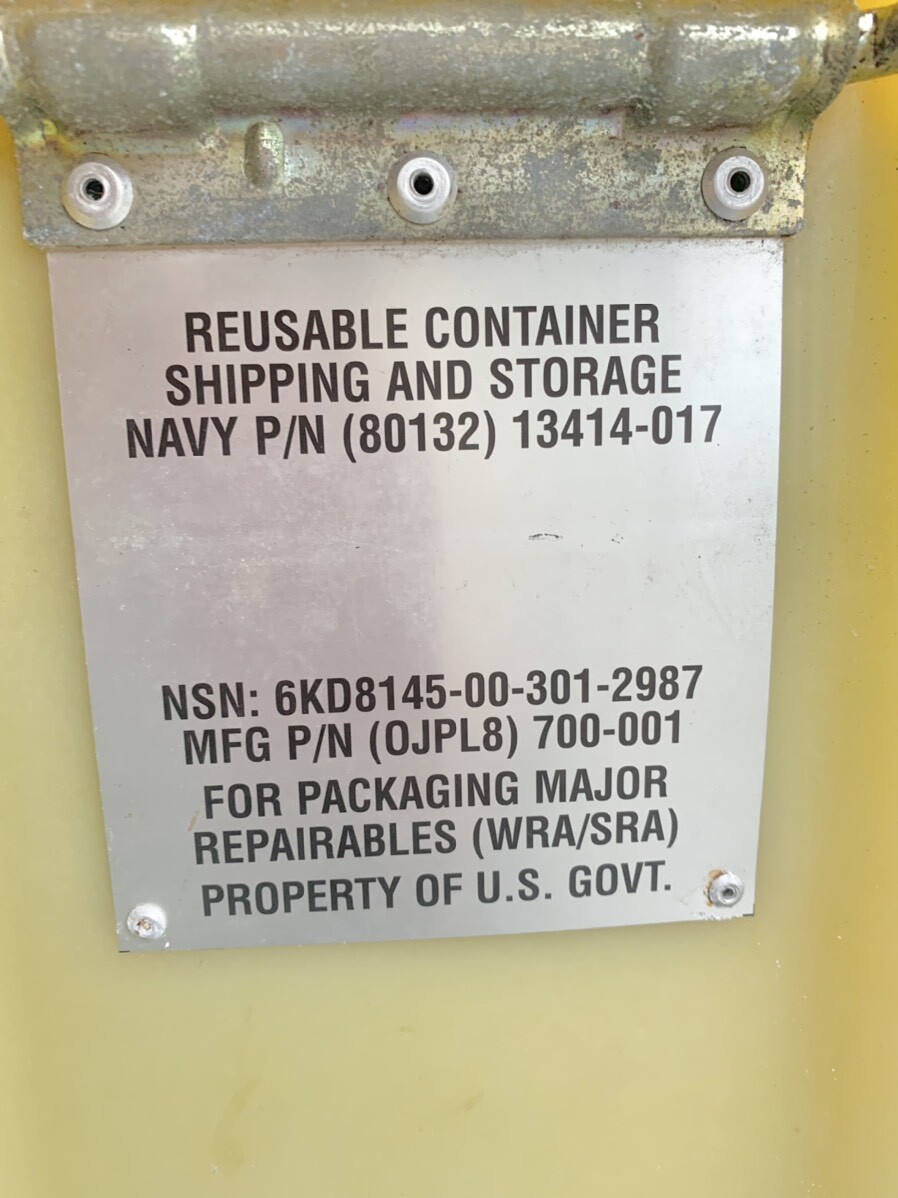 REUSABLE CONTAINER
SHIPPING AND STORAGE
NAVY P/N (80132) 13414-017
NSN: 6KD8145-00-301-2987
MFG P/N (OJPL8) 700-001
FOR PACKAGING MAJOR
REPAIRABLES (WRA/SRA)
PROPERTY OF U.S. GOVT.